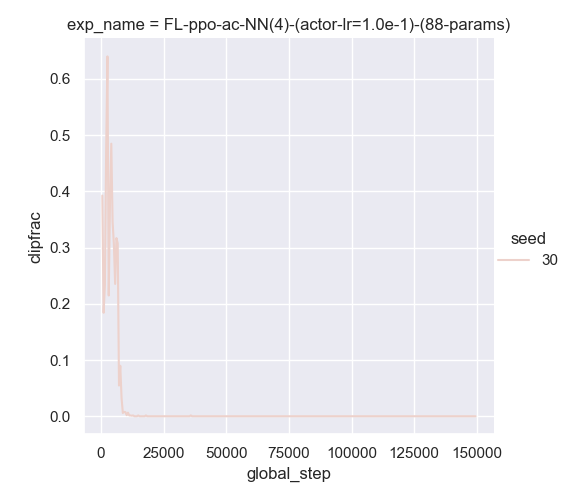 exp_name = FL-ppo-ac-NN(4)-(actor-lr=1.0e-1)-(88-params)
0.6
0.5
0.4
0.3
0.2
0.1
0.0
clipfrac
0 25000 50000 75000 100000 125000 150000
global_step
seed
30